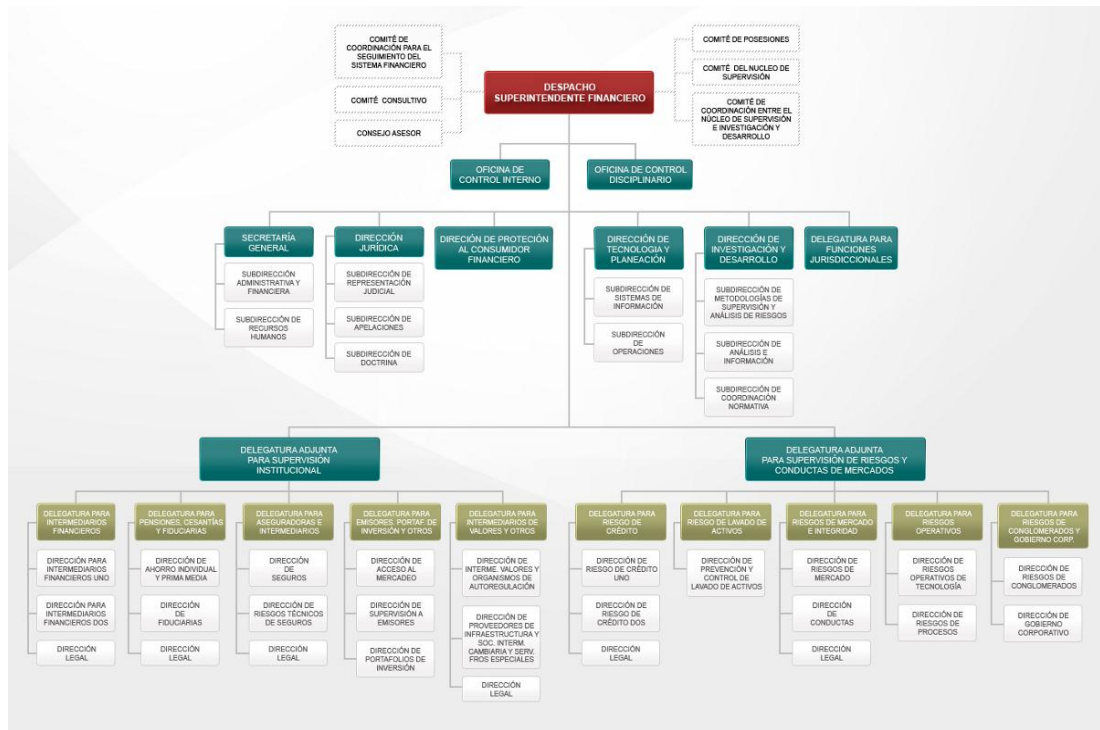 COMITÉ DE
COORDINACIÓN PARA EL
SEGUIMIENTO DEL
SISTEMA FINANCIERO
COMITÉ CONSULTIVO
CONSEJO ASESOR
DESPACHO
SUPERINTENDENTE FINANCIERO
COMITÉ DE POSESIONES
COMITÉ DEL NUCLEO DE
SUPERVISIÓN
COMITÉ DE
COORDINACIÓN ENTRE EL
NÚCLEO DE SUPERVISIÓN
E INVESTIGACIÓN Y
DESARROLLO
OFICINA DE
CONTROL INTERNO
OFICINA DE CONTROL
DISCIPLINARIO
SECRETARÍA
GENERAL
SUBDIRECCIÓN
ADMINISTRATIVA Y
FINANCIERA
SUBDIRECCIÓN
DE RECURSOS
HUMANOS
DIRECCIÓN
JURÍDICA
SUBDIRECCIÓN DE
REPRESENTACIÓN
JUDICIAL
SUBDIRECCIÓN DE
APELACIONES
SUBDIRECCIÓN DE
DOCTRINA
DIRECIÓN DE PROTECIÓN
AL CONSUMIDOR
FINANCIERO
DIRECCIÓN DE
TECNOLOGIA Y
PLANEACIÓN
SUBDIRECCIÓN DE
SISTEMAS DE
INFORMACIÓN
SUBDIRECCIÓN
DE
OPERACIONES
DIRECCIÓN DE
INVESTIGACIÓN Y
DESARROLLO
SUBDIRECCIÓN DE
METODOLOGÍAS DE
SUPERVISIÓN Y
ANÁLISIS DE RIESGOS
SUBDIRECCIÓN DE
ANÁLISIS E
INFORMACIÓN
SUBDIRECCIÓN DE
COORDINACIÓN
NORMATIVA
DELEGATURA PARA
FUNCIONES
JURISDICCIONALES
DELEGATURA ADJUNTA
PARA SUPERVISIÓN
INSTITUCIONAL
DELEGATURA PARA
INTERMEDIARIOS
FINANCIEROS
DIRECCIÓN PARA
INTERMEDIARIOS
FINANCIEROS UNO
DIRECCIÓN PARA
INTERMEDIARIOS
FINANCIEROS DOS
DIRECCIÓN
LEGAL
DELEGATURA PARA
PENSIONES, CESANTÍAS
Y FIDUCIARIAS
DIRECCIÓN DE
AHORRO INDIVIDUAL
Y PRIMA MEDIA
DIRECCIÓN
DE
FIDUCIARIAS
DIRECCIÓN
LEGAL
DELEGATURA PARA
ASEGURADORAS E
INTERMEDIARIOS
DIRECCIÓN
DE
SEGUROS
DIRECCIÓN DE
RIESGOS TÉCNICOS
DE SEGUROS
DIRECCIÓN
LEGAL
DELEGATURA PARA
EMISORES, PORTAF. DE
INVERSIÓN Y OTROS
DIRECCIÓN DE
ACCESO AL
MERCADEO
DIRECCIÓN DE
SUPERVISIÓN A
EMISORES
DIRECCIÓN DE
PORTAFOLIOS DE
INVERSIÓN
DELEGATURA PARA
INTERMEDIARIOS DE
VALORES Y OTROS
DIRECCIÓN DE
INTERME. VALORES Y
ORGANISMOS DE
AUTOREGULACIÓN
DIRECCIÓN DE
PROVEEDORES DE
INFRAESTRUCTURA Y
SOC. INTERM.
CAMBIARIA Y SERV.
FROS ESPECIALES
DIRECCIÓN
LEGAL
DELEGATURA ADJUNTA
PARA SUPERVISIÓN DE RIESGOS Y
CONDUCTAS DE MERCADOS
DELEGATURA PARA
RIESGO DE
CRÉDITO
DIRECCIÓN DE
RIESGO DE CRÉDITO
UNO
DIRECCIÓN DE
RIESGO DE
CRÉDITO DOS
DIRECCIÓN
LEGAL
DELEGATURA PARA
RIESGO DE LAVADO DE
ACTIVOS
DIRECCIÓN DE
PREVENCIÓN Y
CONTROL DE
LAVADO DE ACTIVOS
DELEGATURA PARA
RIESGOS DE MERCADO
E INTEGRIDAD
DIRECCIÓN DE
RIESGOS DE
MERCADO
DIRECCIÓN
DE
CONDUCTAS
DIRECCIÓN
LEGAL
DELEGATURA PARA
RIESGOS
OPERATIVOS
DIRECCIÓN DE
RIESGOS
OPERATIVOS DE
TECNOLOGÍA
DIRECCIÓN DE
RIESGOS DE
PROCESOS
DELEGATURA PARA
RIESGOS DE
CONGLOMERADOS Y
GOBIERNO CORP.
DIRECCIÓN DE
RIESGOS DE
CONGLOMERADOS
DIRECCIÓN DE
GOBIERNO
CORPORATIVO